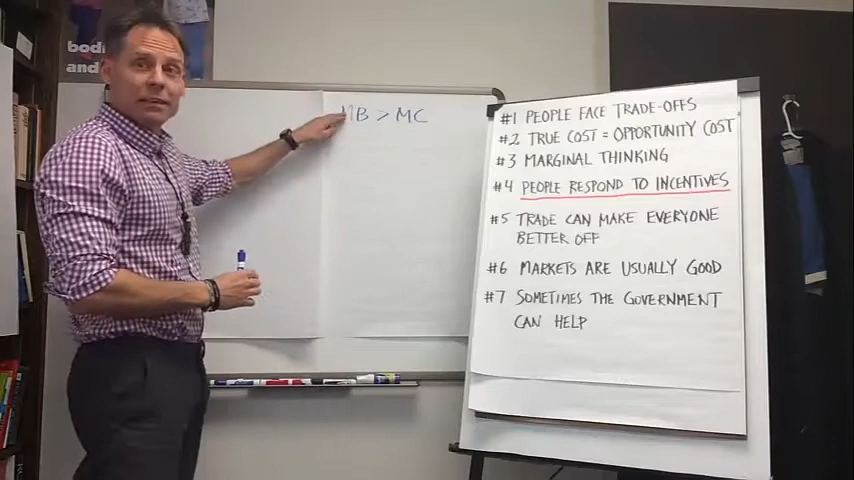 bodi
and
MB > MC
#1 PEOPLE FACE TRADE-OFFS
#2 TRUE COST = OPPORTUNITY COST
#3 MARGINAL THINKING
#4 PEOPLE RESPOND TO INCENTIVES
#5 TRADE CAN MAKE EVERYONE
BETTER OFF
#6 MARKETS ARE USUALLY GOOD
#7 SOMETIMES THE GOVERNMENT
CAN HELP